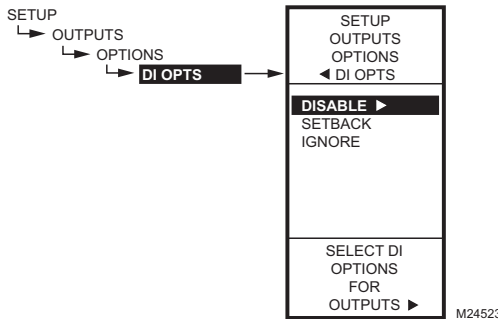 SETUP
OUTPUTS
OPTIONS
DI OPTS
SETUP
OUTPUTS
OPTIONS
◄ DI OPTS
DISABLE ►
SETBACK
IGNORE
SELECT DI
OPTIONS
FOR
OUTPUTS ►
M24523